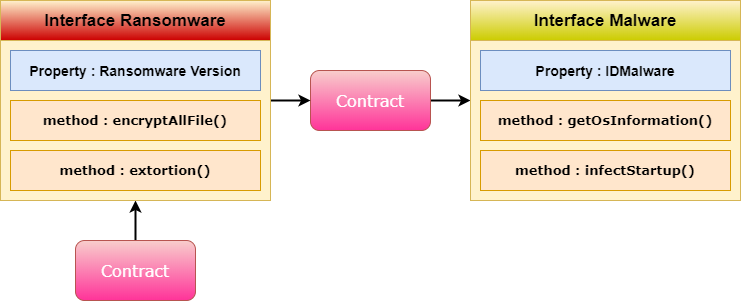 Interface Ransomware
Property : Ransomware Version
method : encryptAllFile()
method : extortion()
Contract
Contract
Interface Malware
Property : IDMalware
method : getOsInformation()
method : infectStartup()